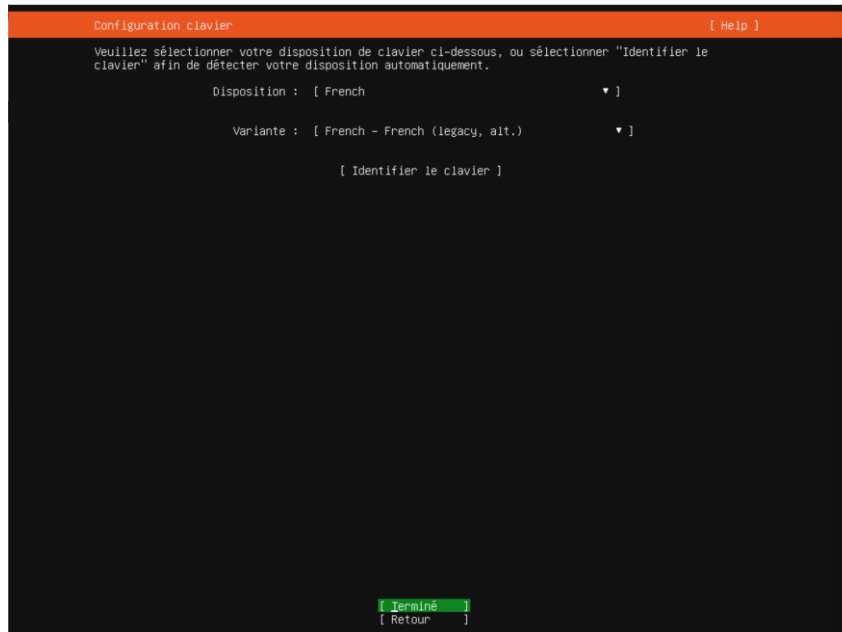 Configuration clavier [ Help ]
Veuillez sélectionner votre disposition de clavier ci-dessous, ou sélectionner "Identifier le
clavier" afin de détecter votre disposition automatiquement.
Disposition : [ French ▾ ]
Variante : [ French - French (legacy, alt.) ▾ ]
[ Identifier le clavier ]
[ Terminé ]
[ Retour ]